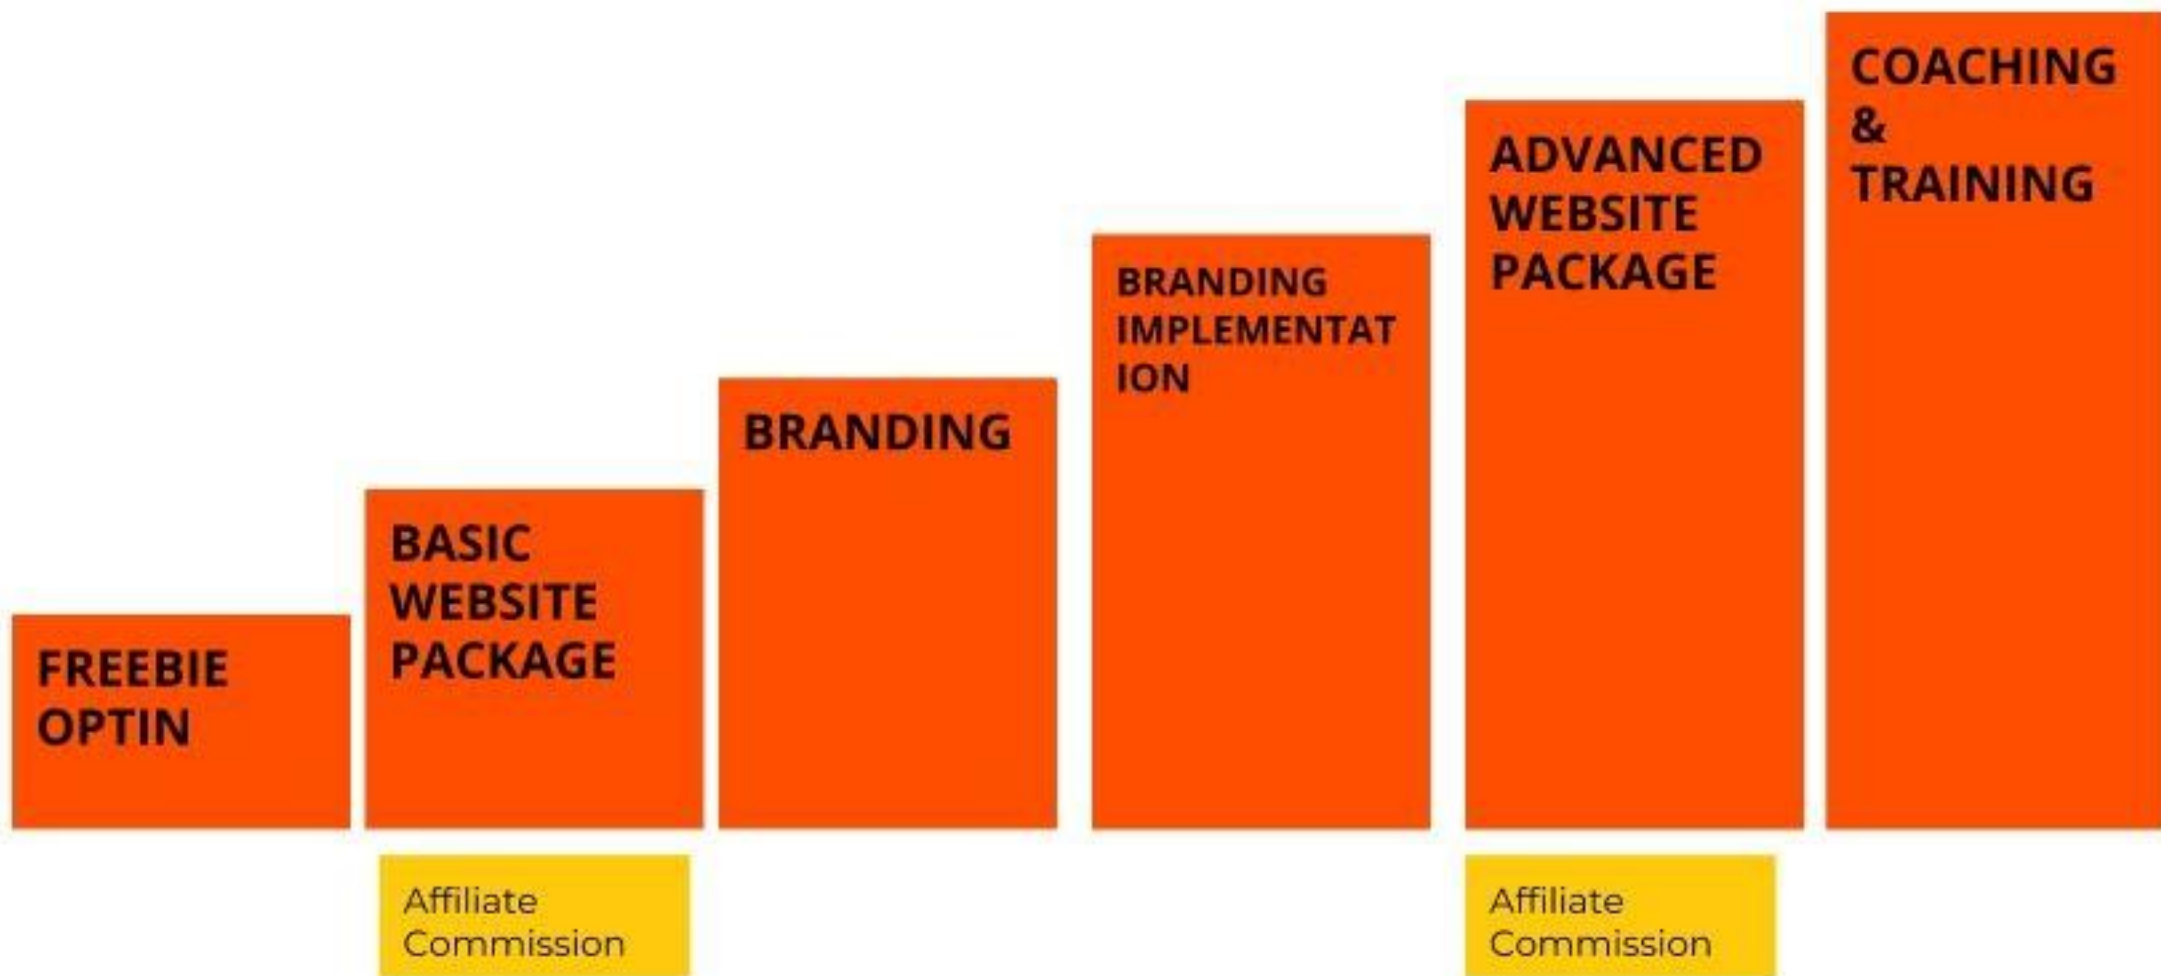 FREEBIE
OPTIN
BASIC
WEBSITE
PACKAGE
BRANDING
BRANDING
IMPLEMENTAT
ION
ADVANCED
WEBSITE
PACKAGE
COACHING
&
TRAINING
Affiliate
Commission
Affiliate
Commission